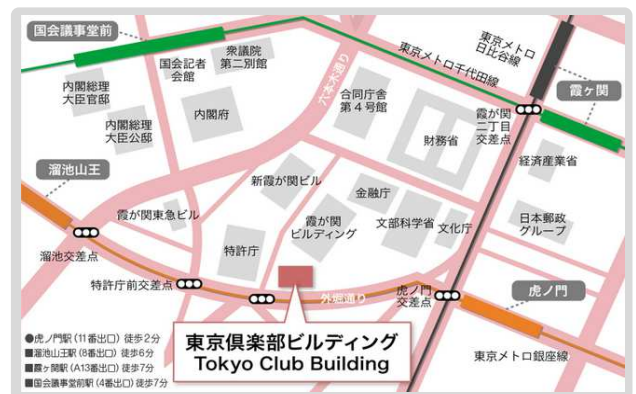 国会議事堂前
国会記者
会館
衆議院
第二別館
六本木通り
東京メトロ千代田線
東京メトロ
日比谷線
霞ヶ関
内閣総理
大臣官邸
内閣府
合同庁舎
第4号館
霞が関
二丁目
交差点
内閣総理
大臣公邸
財務省
経済産業省
溜池山王
新霞が関ビル
金融庁
霞が関東急ビル
霞が関
ビルディング
文部科学省
文化庁
日本郵政
グループ
溜池交差点
特許庁
特許庁前交差点
外堀通り
虎ノ門
交差点
虎ノ門
東京倶楽部ビルディング
Tokyo Club Building
東京メトロ銀座線
●虎ノ門駅(11番出口)徒歩2分
■溜池山王駅(8番出口)徒歩6分
■霞ヶ関駅(A13番出口)徒歩7分
■国会議事堂前駅(4番出口)徒歩7分